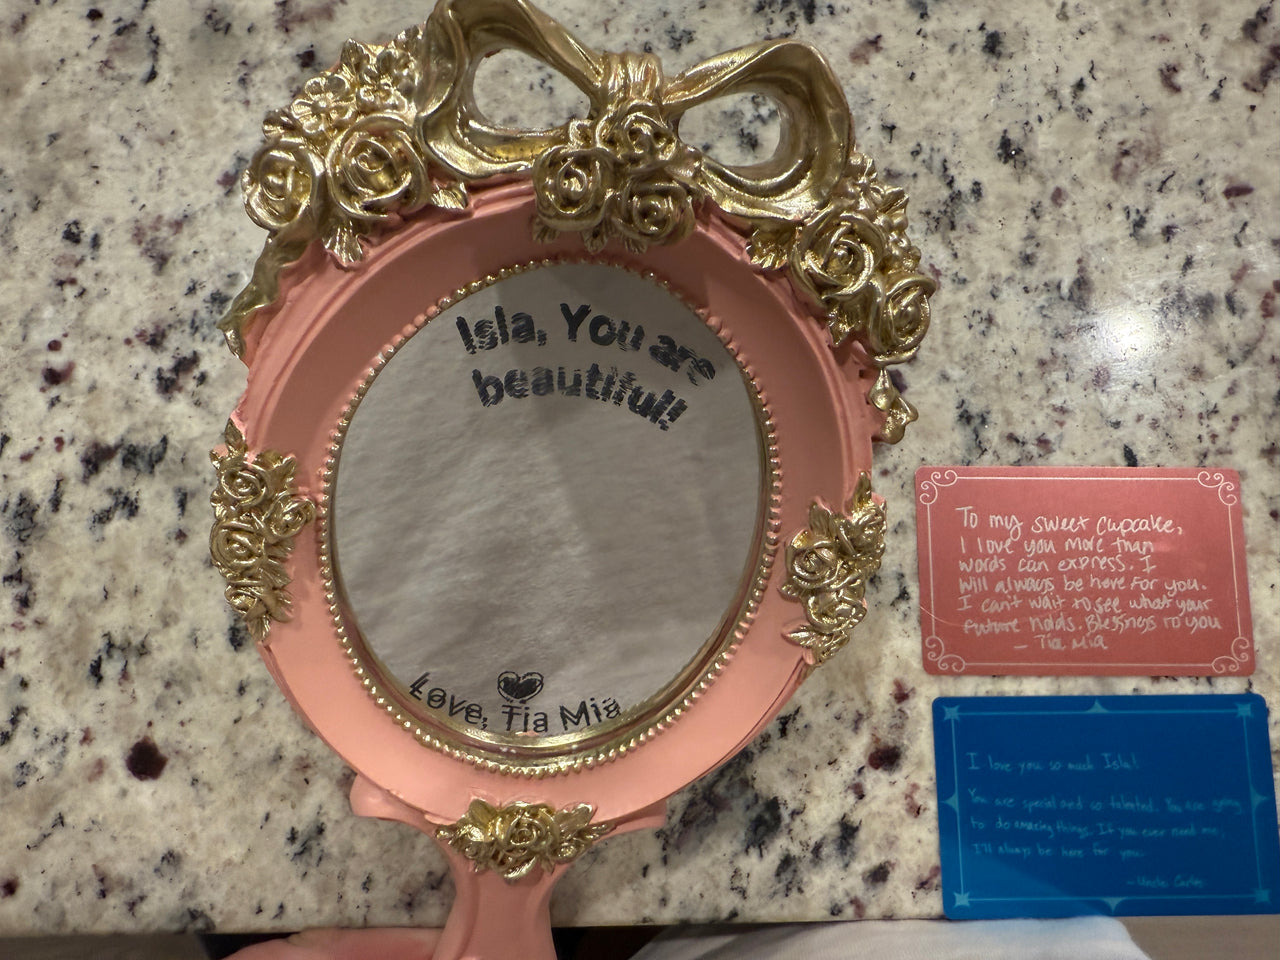 Isla, You are
beautiful!
Love, Tia Mia
To my sweet cupcake,
I love you more than
words can express. I
will always be here for you.
I can't wait to see what your
future holds. Blessings to you
- Tia Mia
I love you so much Isla!
You are special and so talented. You are going
to do amazing things. If you ever need me,
I'll always be here for you.
- Uncle Carlos